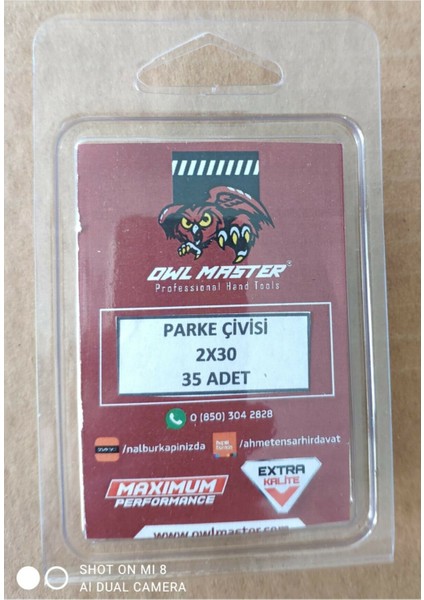 OWL MASTER
Professional Hand Tools
PARKE ÇİVİSİ
2X30
35 ADET
0 (850) 304 2828
/nalburkapinizda
/ahmetensarhirdavat
MAXIMUM
PERFORMANCE
EXTRA
KALİTE
www.owlmaster.com
SHOT ON MI 8
AI DUAL CAMERA